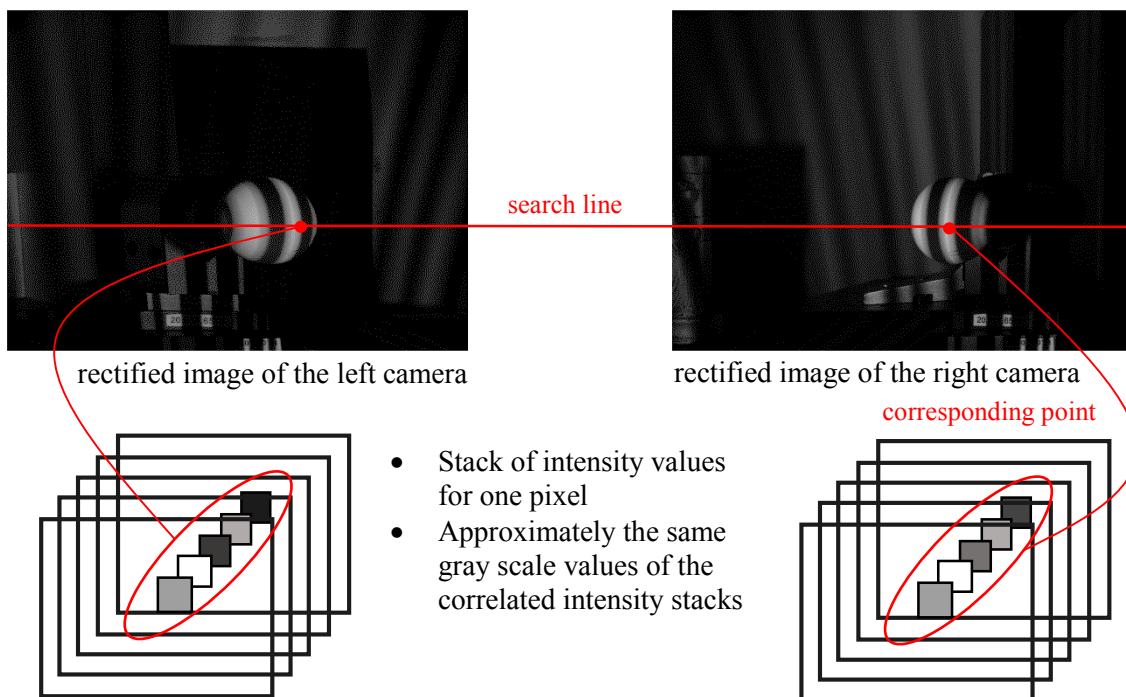 search line
rectified image of the left camera
rectified image of the right camera
corresponding point
• Stack of intensity values
for one pixel
• Approximately the same
gray scale values of the
correlated intensity stacks